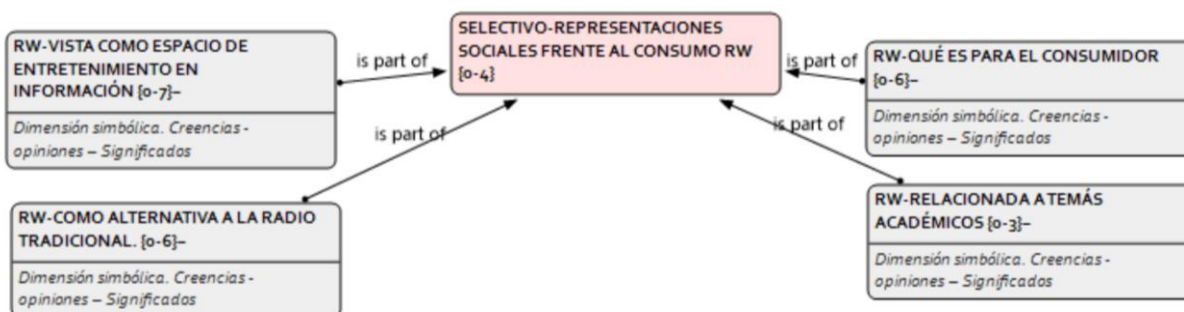 SELECTIVO-REPRESENTACIONES
SOCIALES FRENTE AL CONSUMO RW
{0-4}
RW-VISTA COMO ESPACIO DE
ENTRETENIMIENTO EN
INFORMACIÓN {0-7}–
Dimensión simbólica. Creencias -
opiniones – Significados
is part of
is part of
RW-QUÉ ES PARA EL CONSUMIDOR
{0-6}–
Dimensión simbólica. Creencias -
opiniones – Significados
is part of
is part of
RW-COMO ALTERNATIVA A LA RADIO
TRADICIONAL. {0-6}–
Dimensión simbólica. Creencias -
opiniones – Significados
RW-RELACIONADA A TEMÁS
ACADÉMICOS {0-3}–
Dimensión simbólica. Creencias -
opiniones – Significados